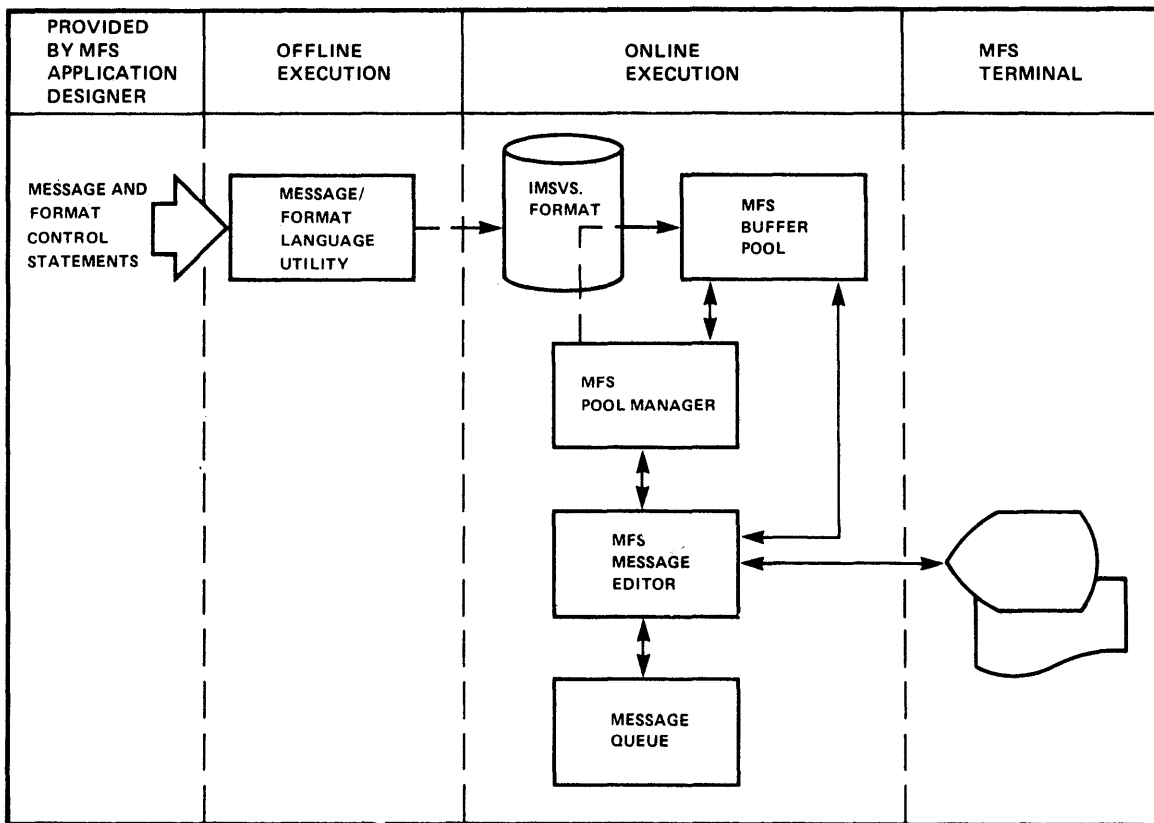 PROVIDED
BY MFS
APPLICATION
DESIGNER
OFFLINE
EXECUTION
ONLINE
EXECUTION
MFS
TERMINAL
MESSAGE AND
FORMAT
CONTROL
STATEMENTS
MESSAGE/
FORMAT
LANGUAGE
UTILITY
IMSVS.
FORMAT
MFS
BUFFER
POOL
MFS
POOL MANAGER
MFS
MESSAGE
EDITOR
MESSAGE
QUEUE